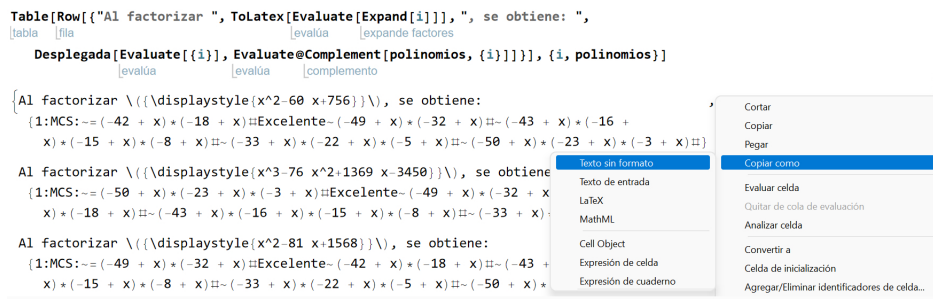 Table[Row[{"Al factorizar ", ToLatex[Evaluate[Expand[i]]], ", se obtiene: ",
tabla fila evalúa expande factores
Desplegada[Evaluate[{i}], Evaluate@Complement[polinomios, {i}]]}], {i, polinomios}]
evalúa evalúa complemento
{Al factorizar \({\displaystyle{x^2-60 x+756}}\), se obtiene: ,
{1:MCS:~=(-42 + x)*(-18 + x)⌗Excelente~(-49 + x)*(-32 + x)⌗~(-43 + x)*(-16 +
x)*(-15 + x)*(-8 + x)⌗~(-33 + x)*(-22 + x)*(-5 + x)⌗~(-50 + x)*(-23 + x)*(-3 + x)⌗}
Al factorizar \({\displaystyle{x^3-76 x^2+1369 x-3450}}\), se obtiene
{1:MCS:~=(-50 + x)*(-23 + x)*(-3 + x)⌗Excelente~(-49 + x)*(-32 + x
x)*(-18 + x)⌗~(-43 + x)*(-16 + x)*(-15 + x)*(-8 + x)⌗~(-33 + x)*
Al factorizar \({\displaystyle{x^2-81 x+1568}}\), se obtiene:
{1:MCS:~=(-49 + x)*(-32 + x)⌗Excelente~(-42 + x)*(-18 + x)⌗~(-43 +
x)*(-15 + x)*(-8 + x)⌗~(-33 + x)*(-22 + x)*(-5 + x)⌗~(-50 + x)*
Texto sin formato
Texto de entrada
LaTeX
MathML
Cell Object
Expresión de celda
Expresión de cuaderno
Cortar
Copiar
Pegar
Copiar como
Evaluar celda
Quitar de cola de evaluación
Analizar celda
Convertir a
Celda de inicialización
Agregar/Eliminar identificadores de celda...